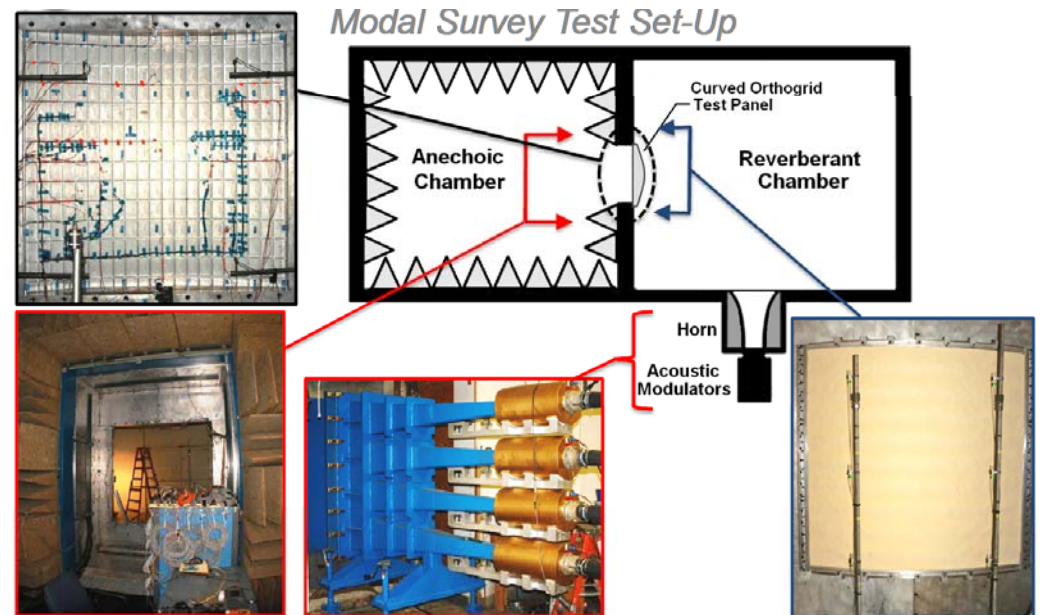 Modal Survey Test Set-Up
Curved Orthogrid
Test Panel
Anechoic
Chamber
Reverberant
Chamber
Horn
Acoustic
Modulators